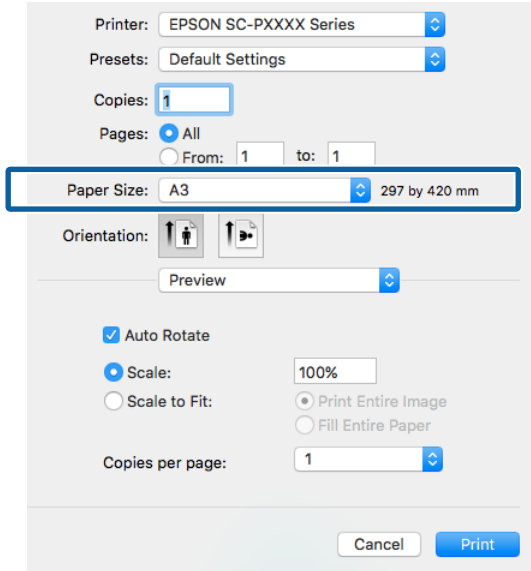 Printer: EPSON SC-PXXXX Series
Presets: Default Settings
Copies: 1
Pages: All
From: 1 to: 1
Paper Size: A3 297 by 420 mm
Orientation:
Preview
Auto Rotate
Scale: 100%
Scale to Fit: Print Entire Image
Fill Entire Paper
Copies per page: 1
Cancel Print